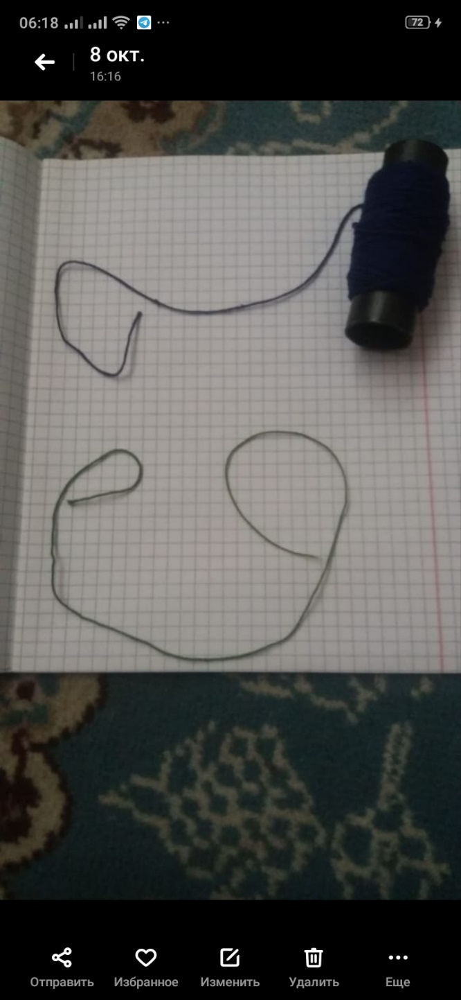 06:18
72
8 окт.
16:16
Отправить
Избранное
Изменить
Удалить
Еще